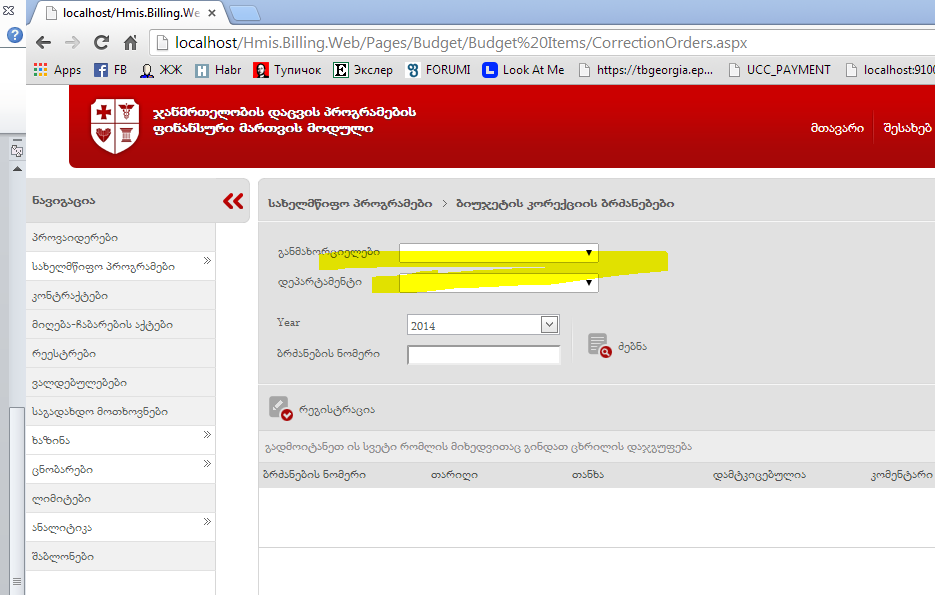 localhost/Hmis.Billing.We
localhost/Hmis.Billing.Web/Pages/Budget/Budget%20Items/CorrectionOrders.aspx
Apps FB ЖЖ Habr Тупичок Экслер FORUMI Look At Me https://tbgeorgia.ep... UCC_PAYMENT localhost:9100
ჯანმრთელობის დაცვის პროგრამების
ფინანსური მართვის მოდული
მთავარი შესახებ
ნავიგაცია
სახელმწიფო პროგრამები > ბიუჯეტის კორექციის ბრძანებები
პროვაიდერები
სახელმწიფო პროგრამები »
კონტრაქტები
მიღება-ჩაბარების აქტები
რეესტრები
ვალდებულებები
საგადახდო მოთხოვნები
ხაზინა »
ცნობარები »
ლიმიტები
ანალიტიკა »
შაბლონები
განმახორციელები
დეპარტამენტი
Year 2014
ბრძანების ნომერი
ძებნა
რეგისტრაცია
გადმოიტანეთ ის სვეტი რომლის მიხედვითაც გინდათ ცხრილის დაჯგუფება
ბრძანების ნომერი თარიღი თანხა დამტკიცებულია კომენტარი